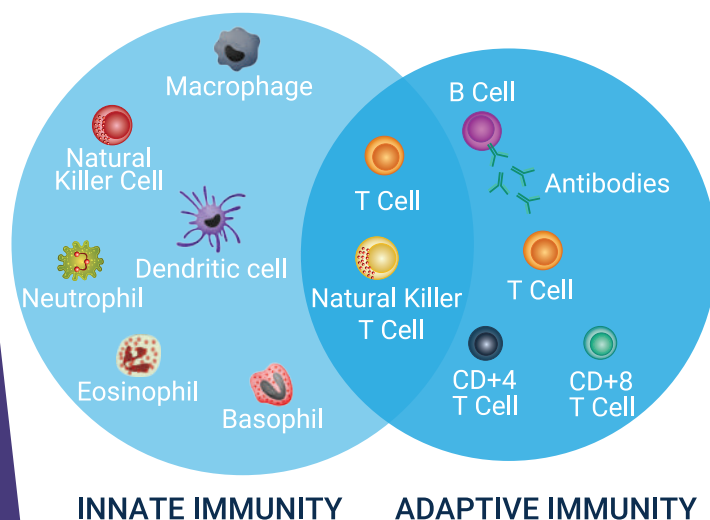 Macrophage
Natural
Killer Cell
Dendritic cell
Neutrophil
Eosinophil
Basophil
T Cell
Natural Killer
T Cell
B Cell
Antibodies
T Cell
CD+4
T Cell
CD+8
T Cell
INNATE IMMUNITY
ADAPTIVE IMMUNITY